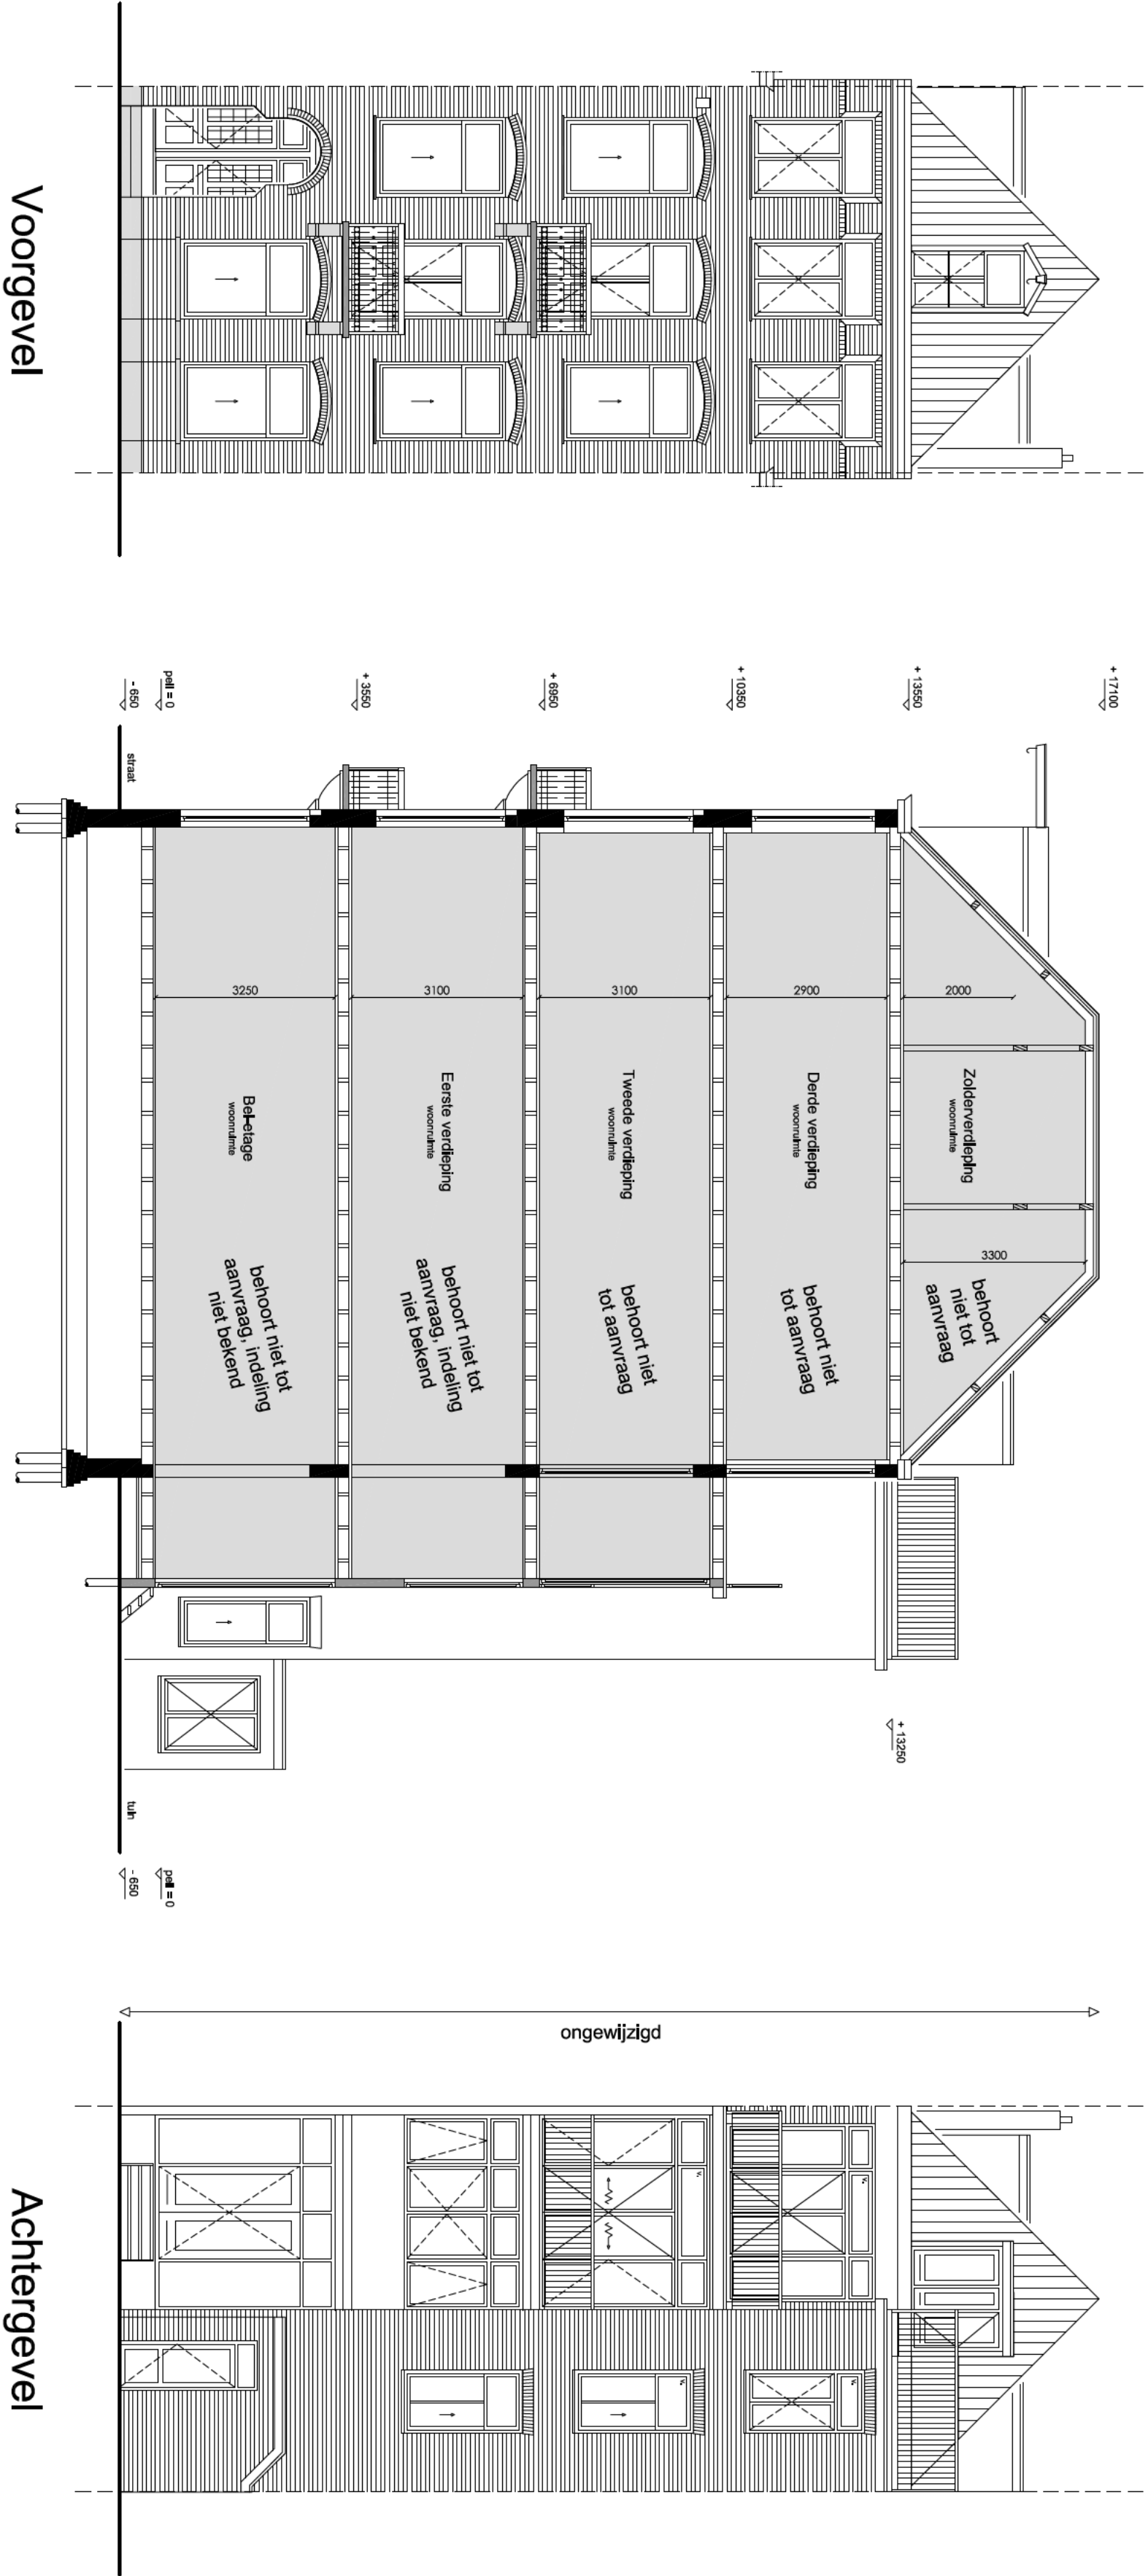 Voorgevel
+ 17100
+ 13550
+ 10350
+ 6950
+ 3550
peil = 0
- 650
straat
2000
3300
Zolderverdieping
woonruimte
behoort
niet tot
aanvraag
2900
Derde verdieping
woonruimte
behoort niet
tot aanvraag
3100
Tweede verdieping
woonruimte
behoort niet
tot aanvraag
3100
Eerste verdieping
woonruimte
behoort niet tot
aanvraag, indeling
niet bekend
3250
Bel-etage
woonruimte
behoort niet tot
aanvraag, indeling
niet bekend
+ 13250
tuin
peil = 0
- 650
ongewijzigd
Achtergevel